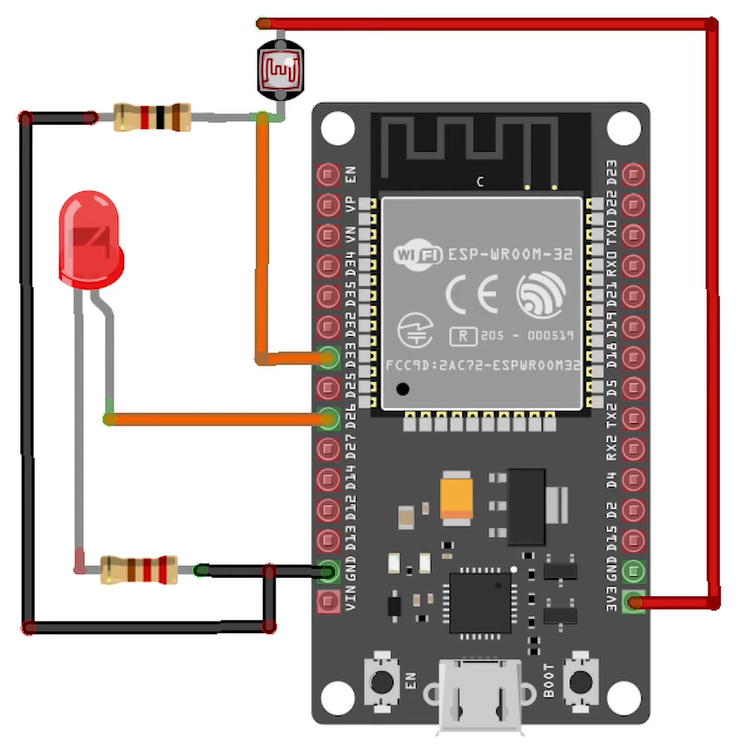 C
EN
VP
VN
D34
D35
D32
D33
D25
D26
D27
D14
D12
D13
GND
VIN
WiFi ESP-WROOM-32
CE
R 205 - 000519
FCC9D:2AC72-ESPWROOM32
D23
D22
TX0
RX0
D21
D19
D18
D5
TX2
RX2
D4
D2
D15
GND
3V3
EN
BOOT